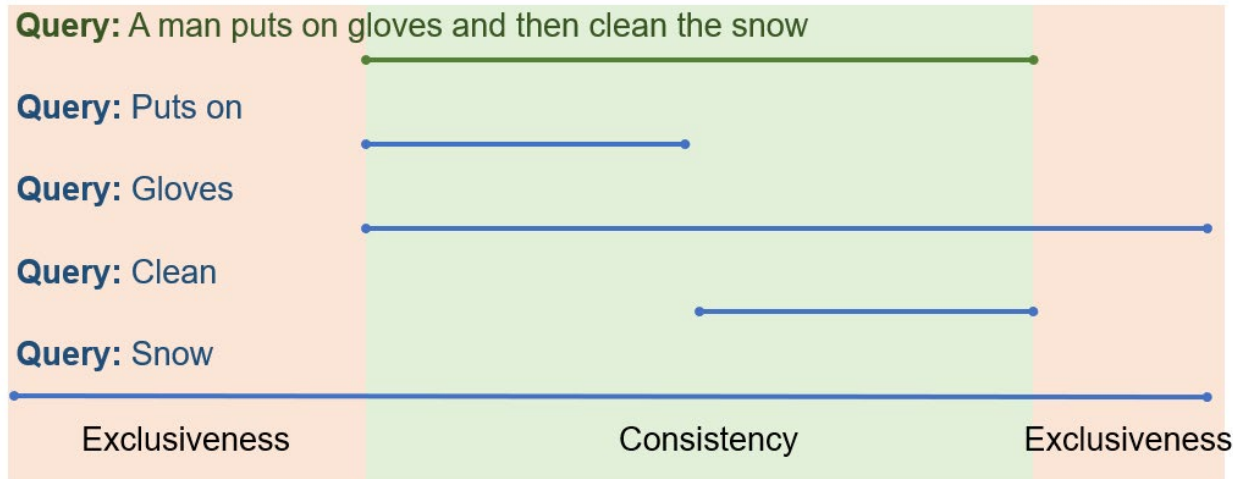 Query: A man puts on gloves and then clean the snow
Query: Puts on
Query: Gloves
Query: Clean
Query: Snow
Exclusiveness Consistency Exclusiveness